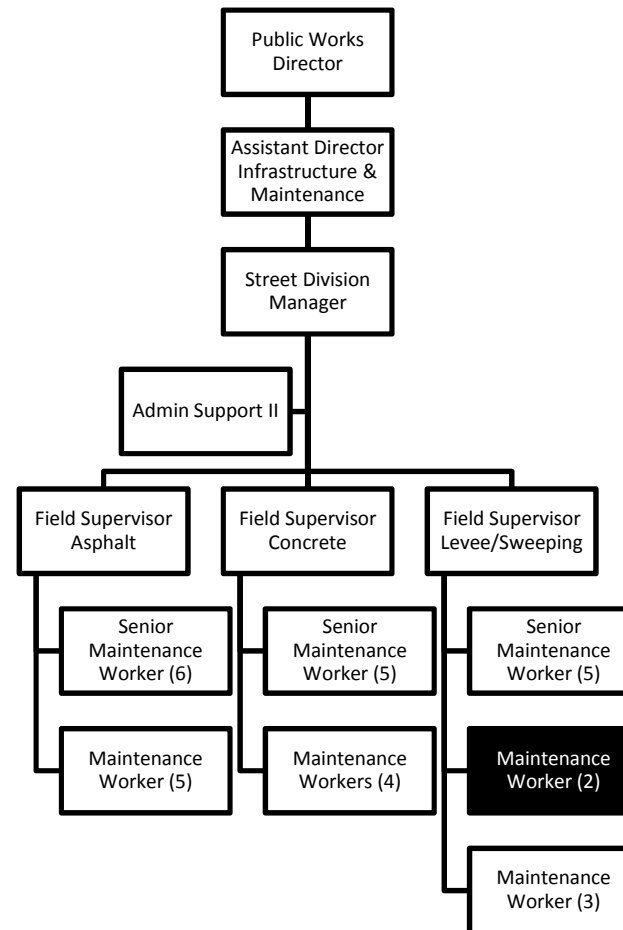 Public Works
Director
Assistant Director
Infrastructure &
Maintenance
Street Division
Manager
Admin Support II
Field Supervisor
Asphalt
Field Supervisor
Concrete
Field Supervisor
Levee/Sweeping
Senior
Maintenance
Worker (6)
Senior
Maintenance
Worker (5)
Senior
Maintenance
Worker (5)
Maintenance
Worker (5)
Maintenance
Workers (4)
Maintenance
Worker (2)
Maintenance
Worker (3)